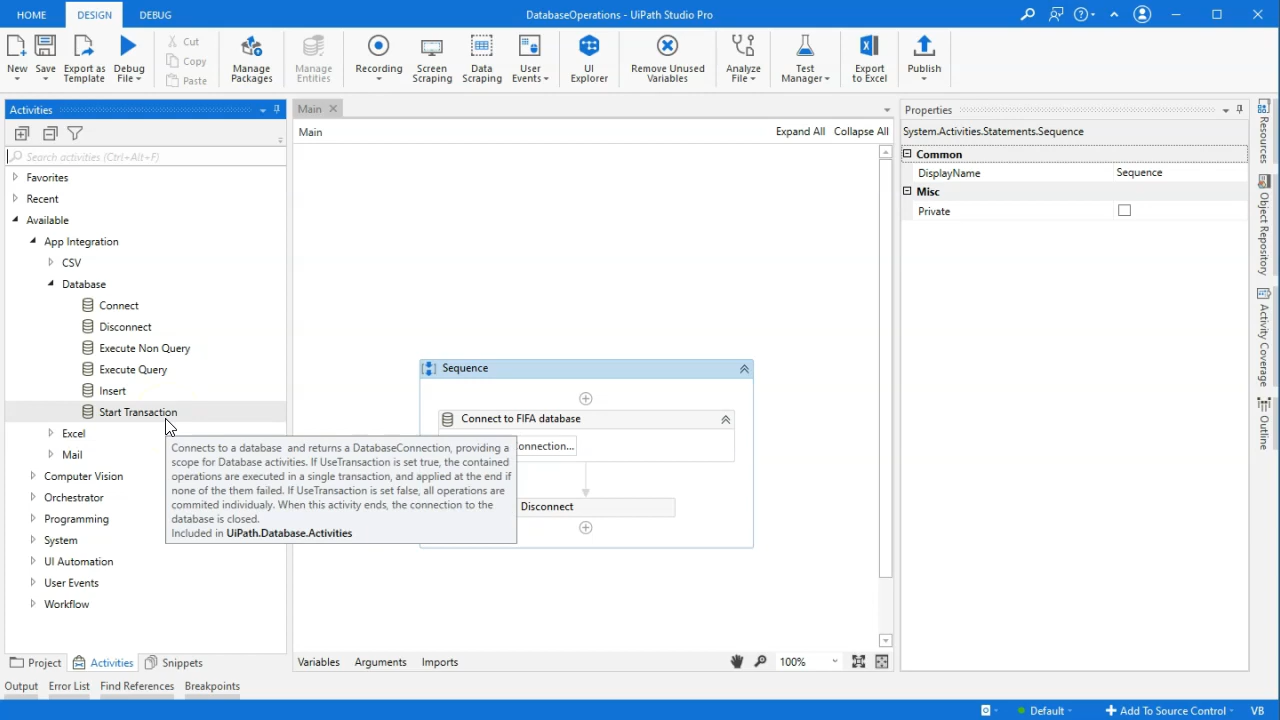 HOME DESIGN DEBUG DatabaseOperations - UiPath Studio Pro
New Save Export as Template Debug File Cut Copy Paste Manage Packages Manage Entities Recording Screen Scraping Data Scraping User Events UI Explorer Remove Unused Variables Analyze File Test Manager Export to Excel Publish
Activities
Search activities (Ctrl+Alt+F)
Favorites
Recent
Available
App Integration
CSV
Database
Connect
Disconnect
Execute Non Query
Execute Query
Insert
Start Transaction
Excel
Mail
Computer Vision
Orchestrator
Programming
System
UI Automation
User Events
Workflow
Connects to a database and returns a DatabaseConnection, providing a
scope for Database activities. If UseTransaction is set true, the contained
operations are executed in a single transaction, and applied at the end if
none of the them failed. If UseTransaction is set false, all operations are
commited individualy. When this activity ends, the connection to the
database is closed.
Included in UiPath.Database.Activities
Project Activities Snippets
Main
Main Expand All Collapse All
Sequence
Connect to FIFA database
onnection...
Disconnect
Variables Arguments Imports 100%
Properties
System.Activities.Statements.Sequence
Common
DisplayName Sequence
Misc
Private
Resources
Object Repository
Activity Coverage
Outline
Output Error List Find References Breakpoints
Default Add To Source Control VB